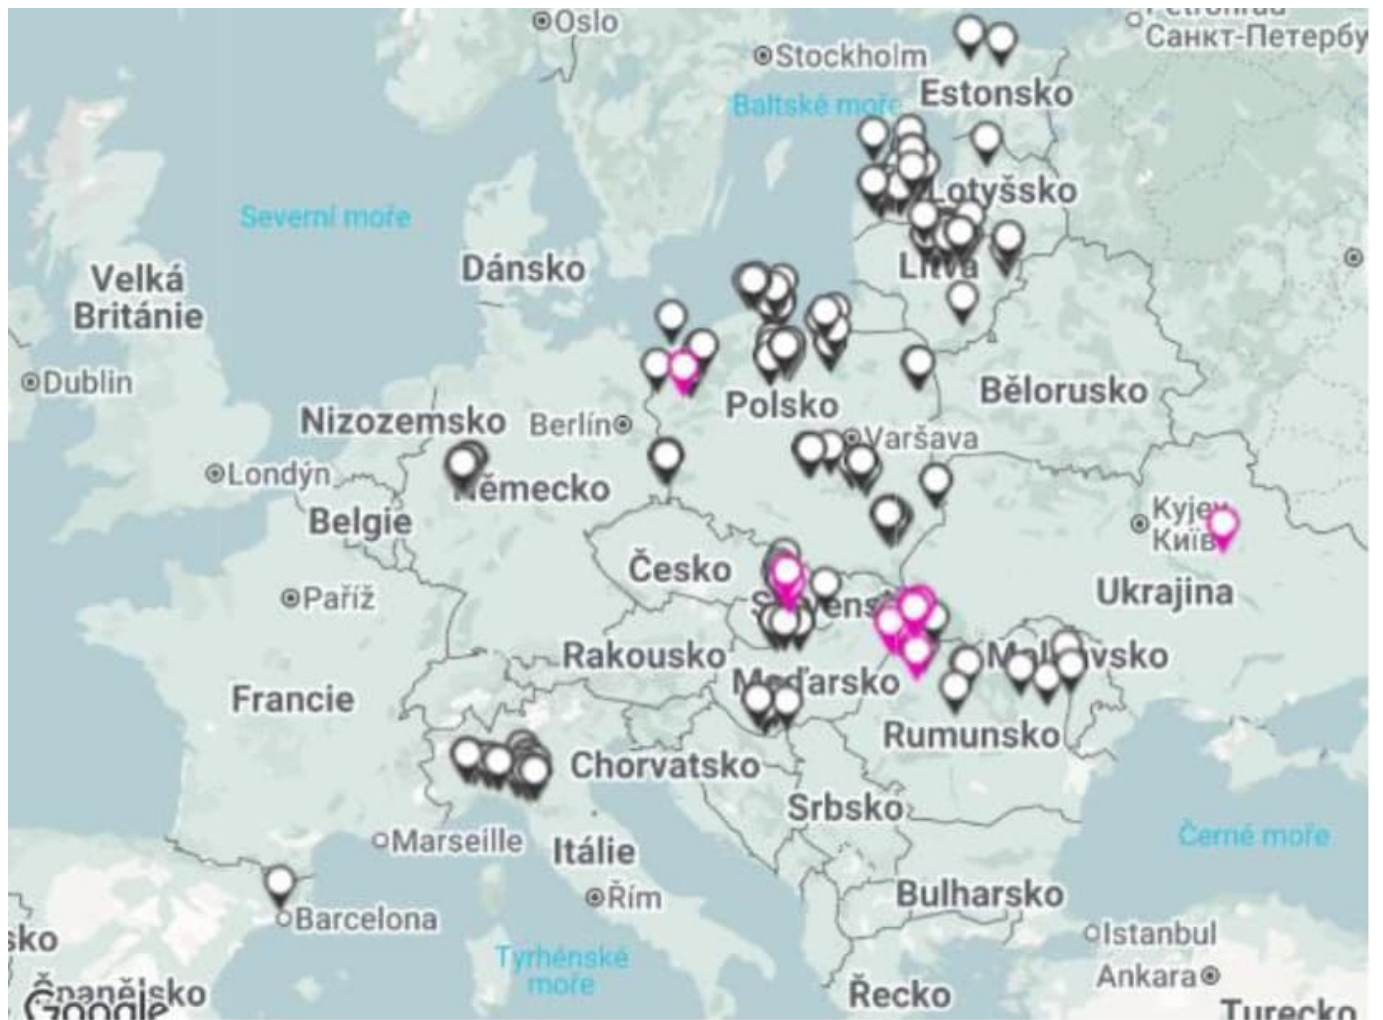 Oslo
Санкт-Петербу
Stockholm
Estonsko
Baltské moře
Lotyšsko
Severní moře
Litva
Dánsko
Velká
Británie
Dublin
Bělorusko
Polsko
Nizozemsko
Berlín
Varšava
Londýn
Německo
Belgie
Kyjev
Київ
Česko
Ukrajina
Paříž
Rakousko
Maďarsko
Francie
Rumunsko
Chorvatsko
Srbsko
Marseille
Itálie
Černé moře
Bulharsko
Řím
Barcelona
Istanbul
sko
Tyrhénské
moře
Ankara
Řecko
Španělsko
Google
Turecko